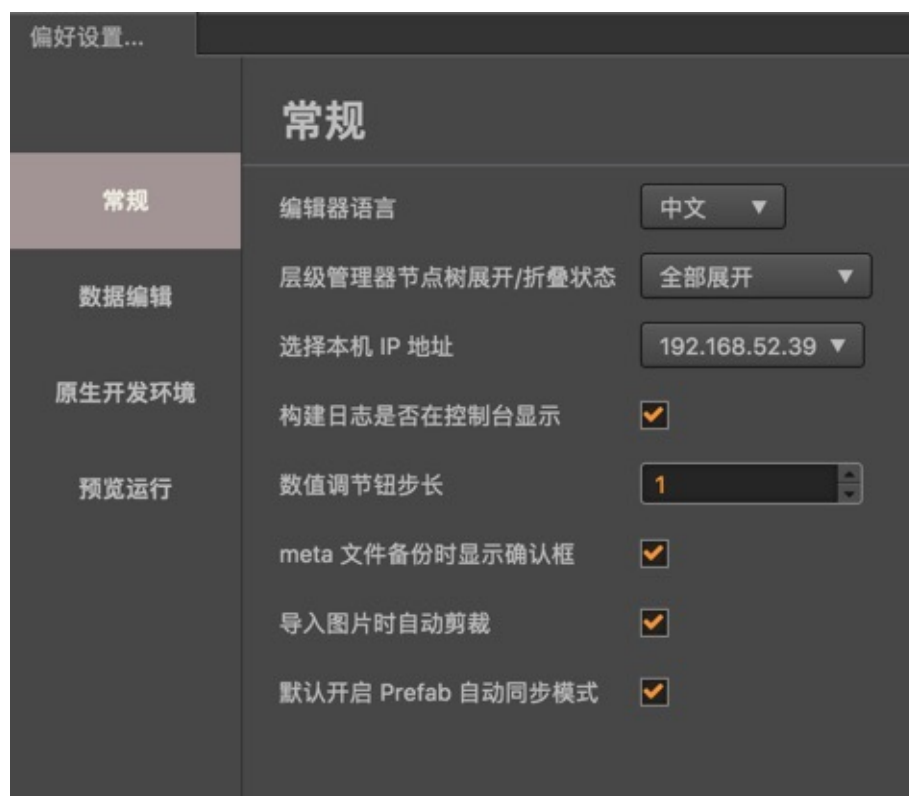 偏好设置...
常规
常规
数据编辑
原生开发环境
预览运行
编辑器语言 中文
层级管理器节点树展开/折叠状态 全部展开
选择本机 IP 地址 192.168.52.39
构建日志是否在控制台显示
数值调节钮步长 1
meta 文件备份时显示确认框
导入图片时自动剪裁
默认开启 Prefab 自动同步模式